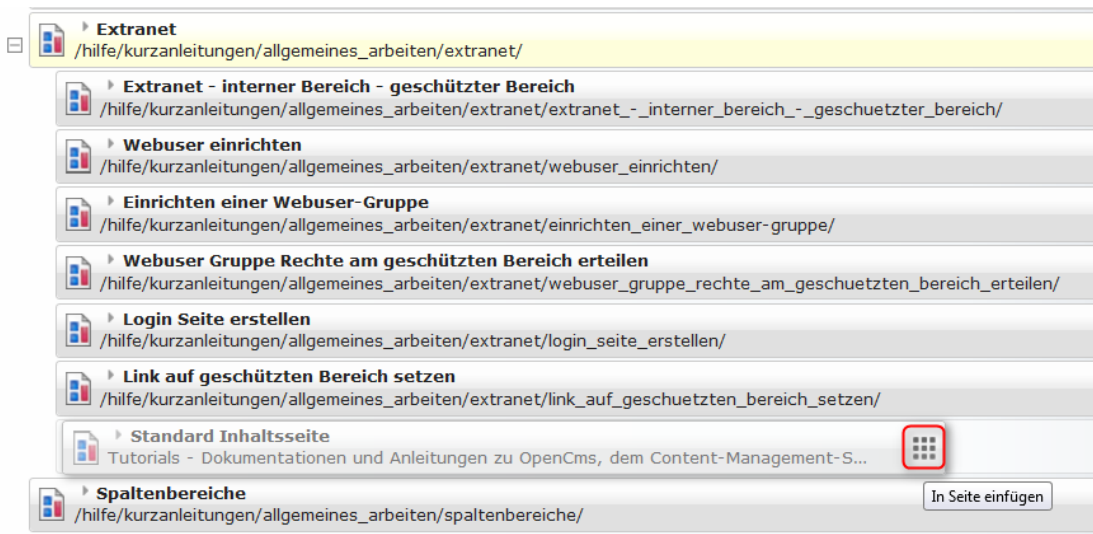 Extranet
/hilfe/kurzanleitungen/allgemeines_arbeiten/extranet/
Extranet - interner Bereich - geschützter Bereich
/hilfe/kurzanleitungen/allgemeines_arbeiten/extranet/extranet_-_interner_bereich_-_geschuetzter_bereich/
Webuser einrichten
/hilfe/kurzanleitungen/allgemeines_arbeiten/extranet/webuser_einrichten/
Einrichten einer Webuser-Gruppe
/hilfe/kurzanleitungen/allgemeines_arbeiten/extranet/einrichten_einer_webuser-gruppe/
Webuser Gruppe Rechte am geschützten Bereich erteilen
/hilfe/kurzanleitungen/allgemeines_arbeiten/extranet/webuser_gruppe_rechte_am_geschuetzten_bereich_erteilen/
Login Seite erstellen
/hilfe/kurzanleitungen/allgemeines_arbeiten/extranet/login_seite_erstellen/
Link auf geschützten Bereich setzen
/hilfe/kurzanleitungen/allgemeines_arbeiten/extranet/link_auf_geschuetzten_bereich_setzen/
Standard Inhaltsseite
Tutorials - Dokumentationen und Anleitungen zu OpenCms, dem Content-Management-S...
Spaltenbereiche
/hilfe/kurzanleitungen/allgemeines_arbeiten/spaltenbereiche/
In Seite einfügen